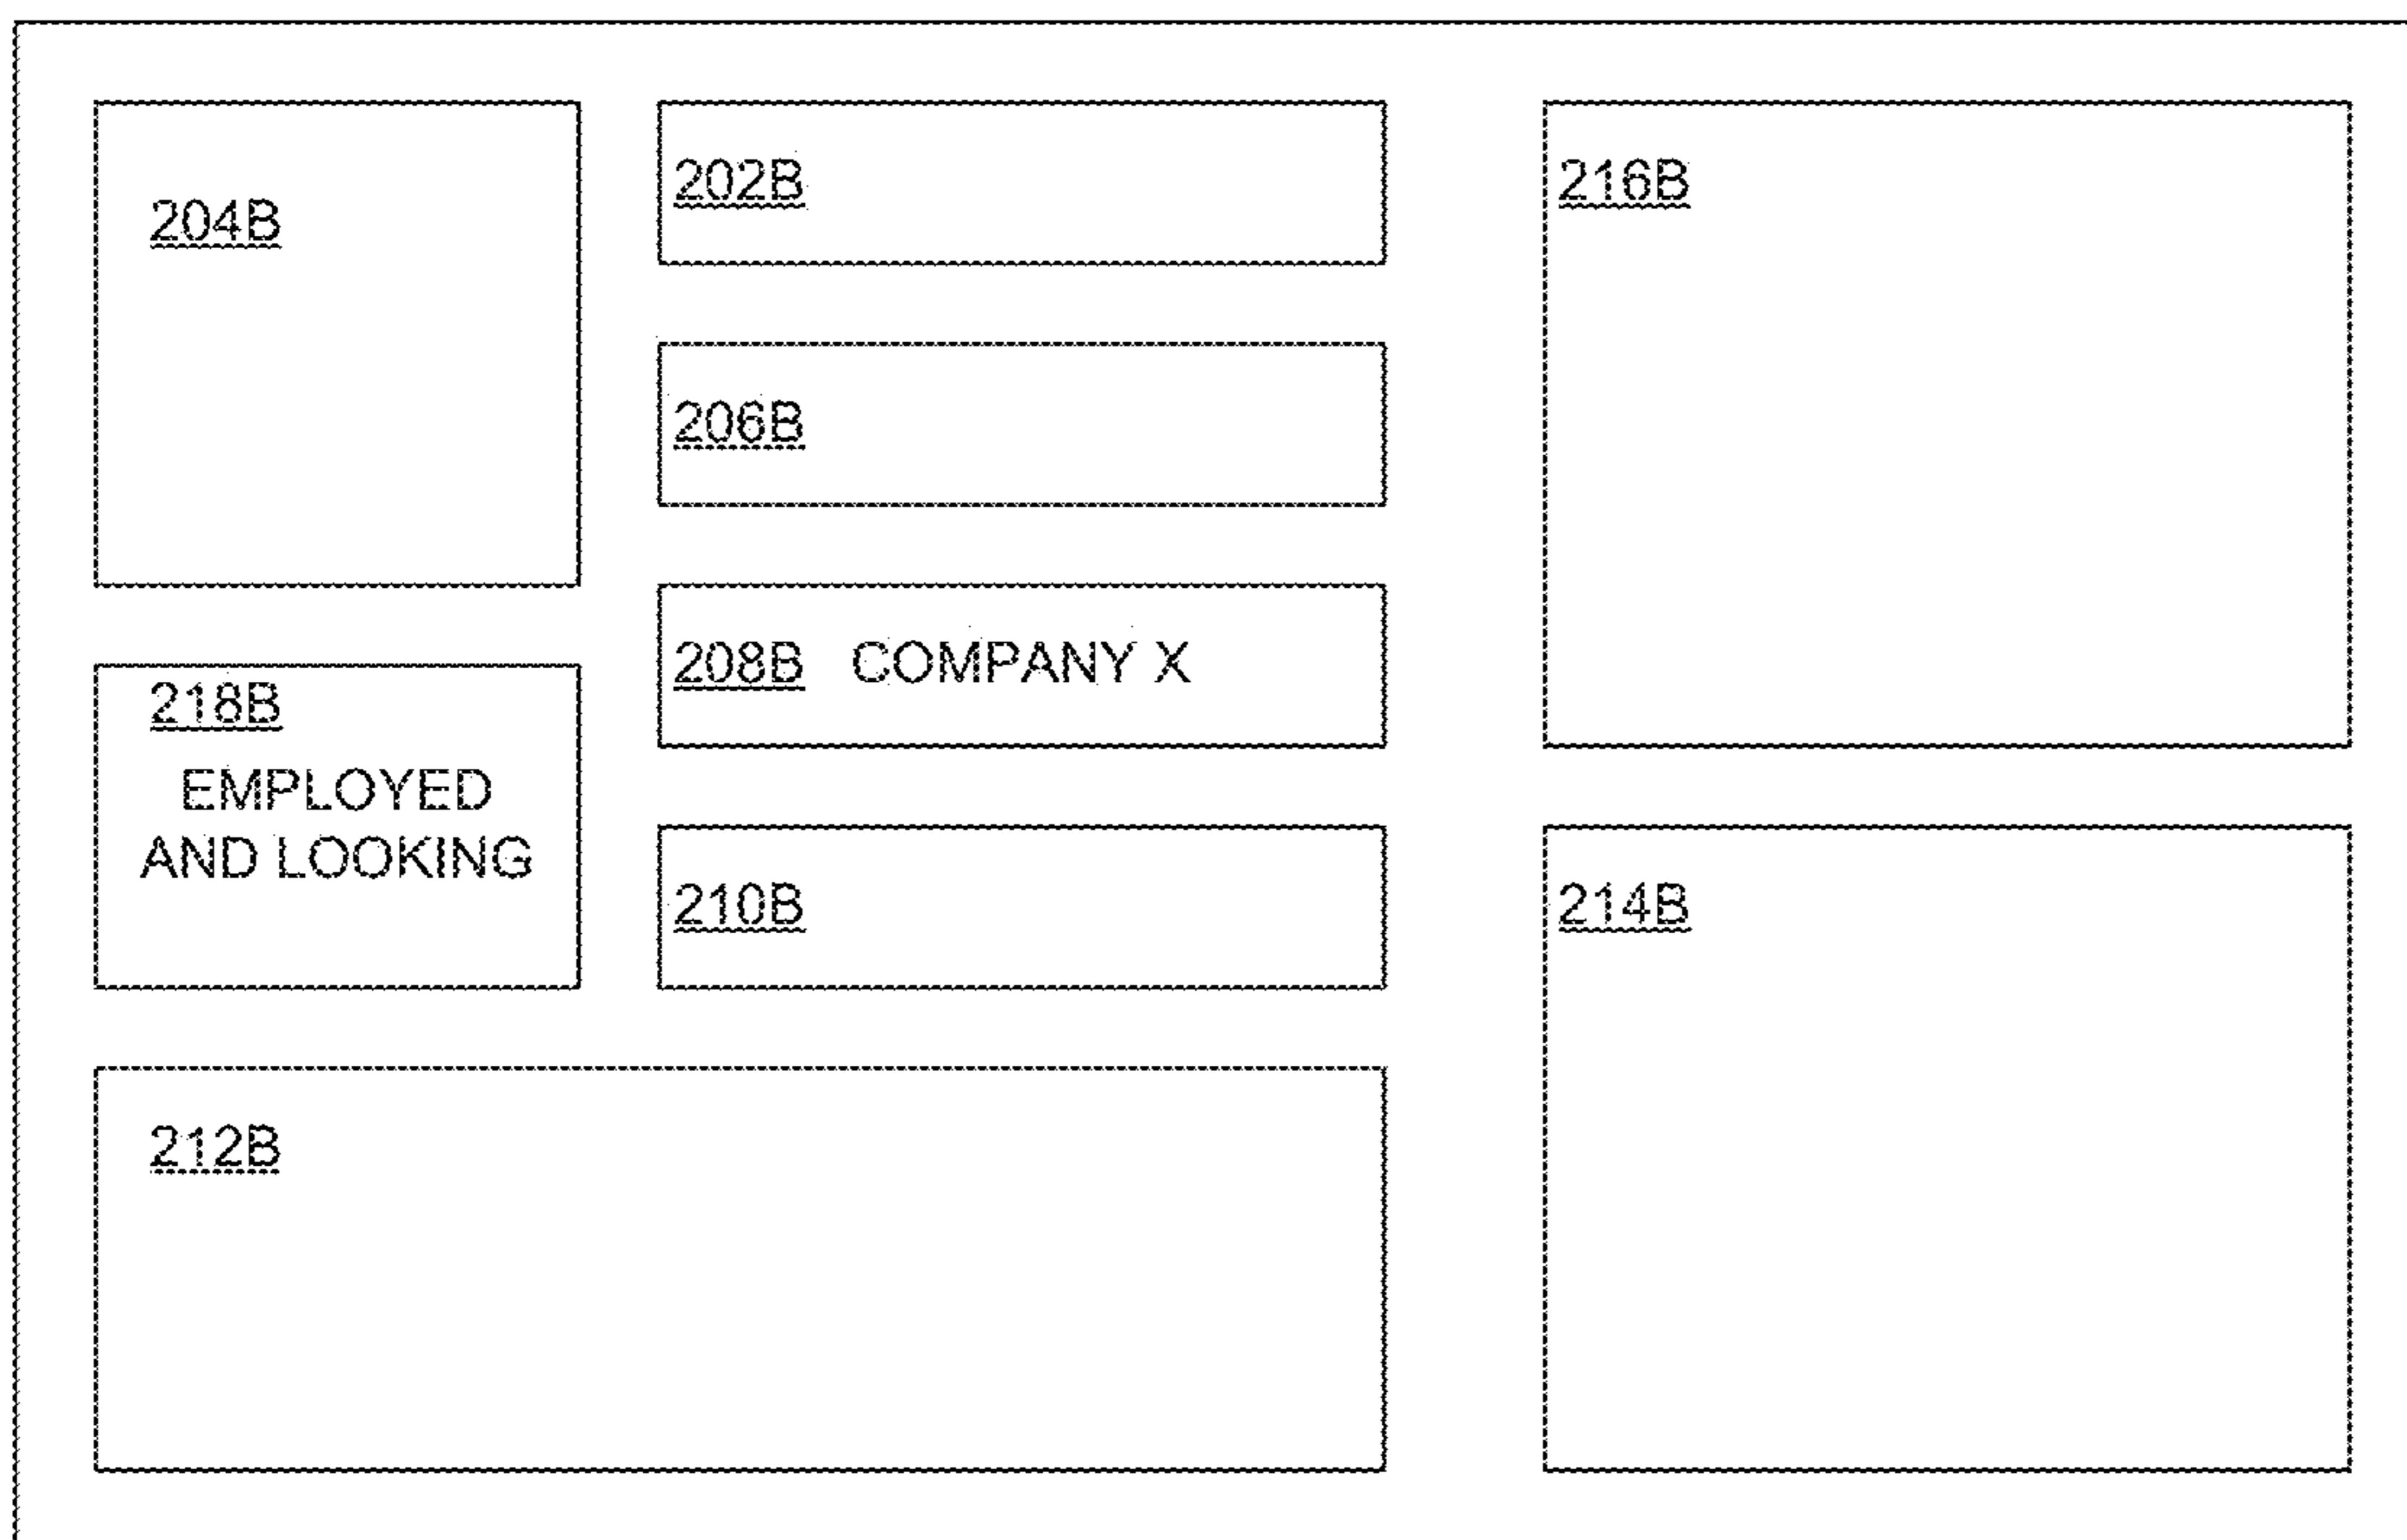 204B
202B
216B
206B
208B COMPANY X
218B
EMPLOYED
AND LOOKING
210B
214B
212B